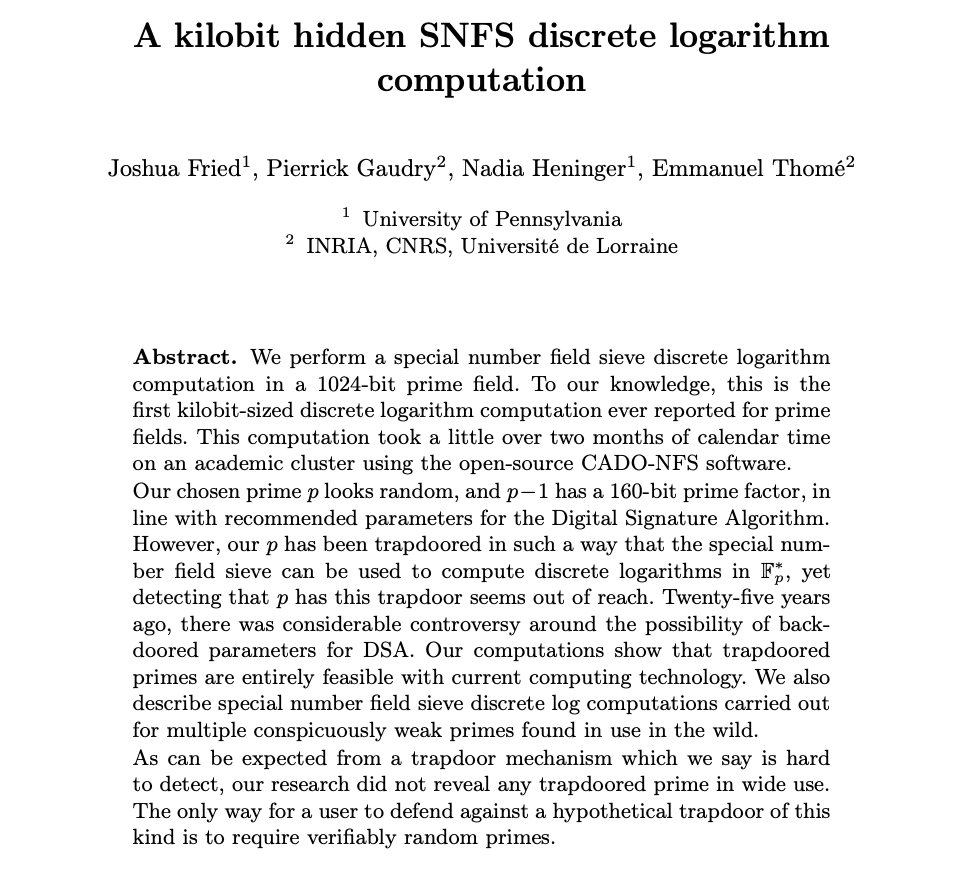 A kilobit hidden SNFS discrete logarithm
computation
Joshua Fried¹, Pierrick Gaudry², Nadia Heninger¹, Emmanuel Thomé²
¹ University of Pennsylvania
² INRIA, CNRS, Université de Lorraine
Abstract. We perform a special number field sieve discrete logarithm
computation in a 1024-bit prime field. To our knowledge, this is the
first kilobit-sized discrete logarithm computation ever reported for prime
fields. This computation took a little over two months of calendar time
on an academic cluster using the open-source CADO-NFS software.
Our chosen prime p looks random, and p−1 has a 160-bit prime factor, in
line with recommended parameters for the Digital Signature Algorithm.
However, our p has been trapdoored in such a way that the special num-
ber field sieve can be used to compute discrete logarithms in 𝔽*ₚ, yet
detecting that p has this trapdoor seems out of reach. Twenty-five years
ago, there was considerable controversy around the possibility of back-
doored parameters for DSA. Our computations show that trapdoored
primes are entirely feasible with current computing technology. We also
describe special number field sieve discrete log computations carried out
for multiple conspicuously weak primes found in use in the wild.
As can be expected from a trapdoor mechanism which we say is hard
to detect, our research did not reveal any trapdoored prime in wide use.
The only way for a user to defend against a hypothetical trapdoor of this
kind is to require verifiably random primes.